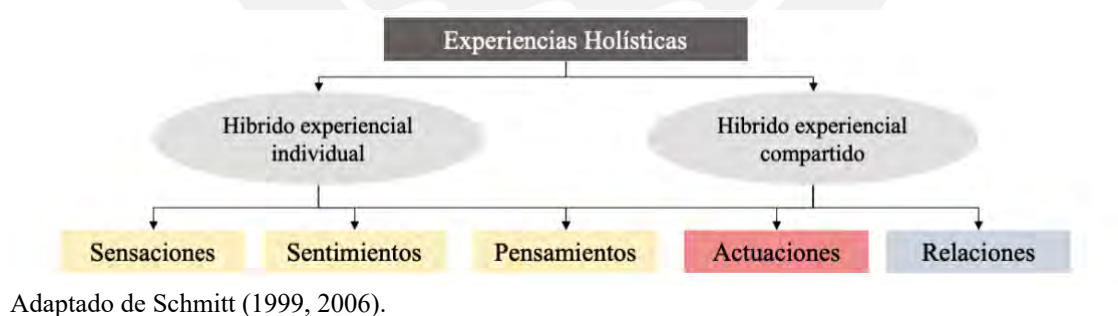 Experiencias Holísticas
Hibrido experiencial
individual
Hibrido experiencial
compartido
Sensaciones
Sentimientos
Pensamientos
Actuaciones
Relaciones
Adaptado de Schmitt (1999, 2006).